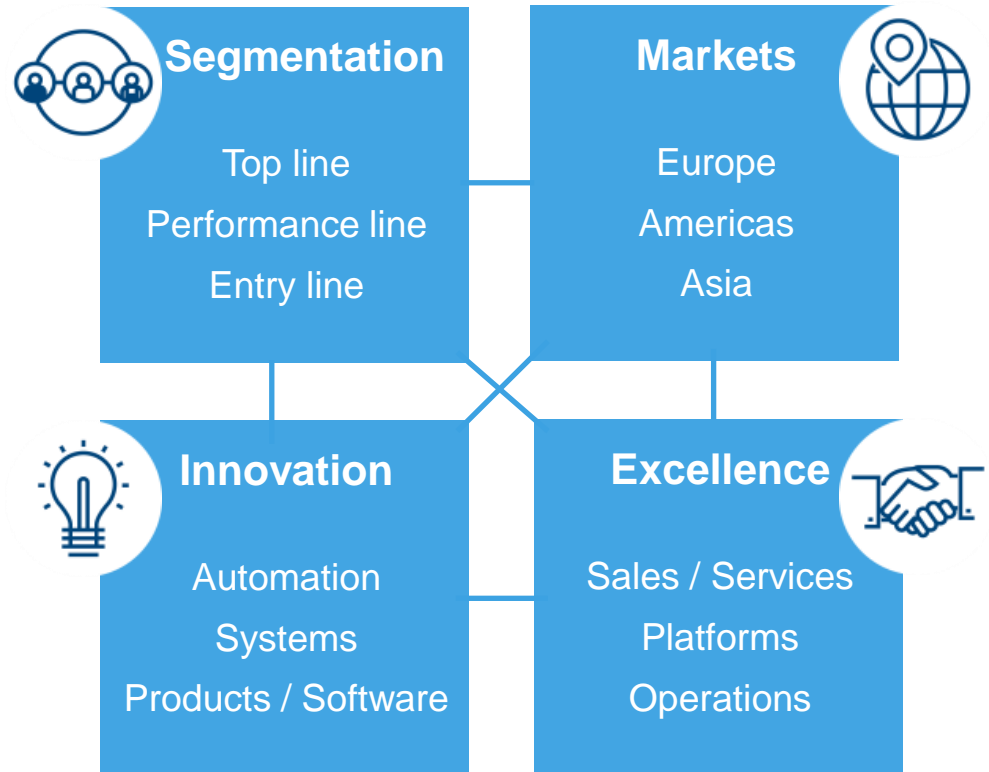 Segmentation
Top line
Performance line
Entry line
Markets
Europe
Americas
Asia
Innovation
Automation
Systems
Products / Software
Excellence
Sales / Services
Platforms
Operations